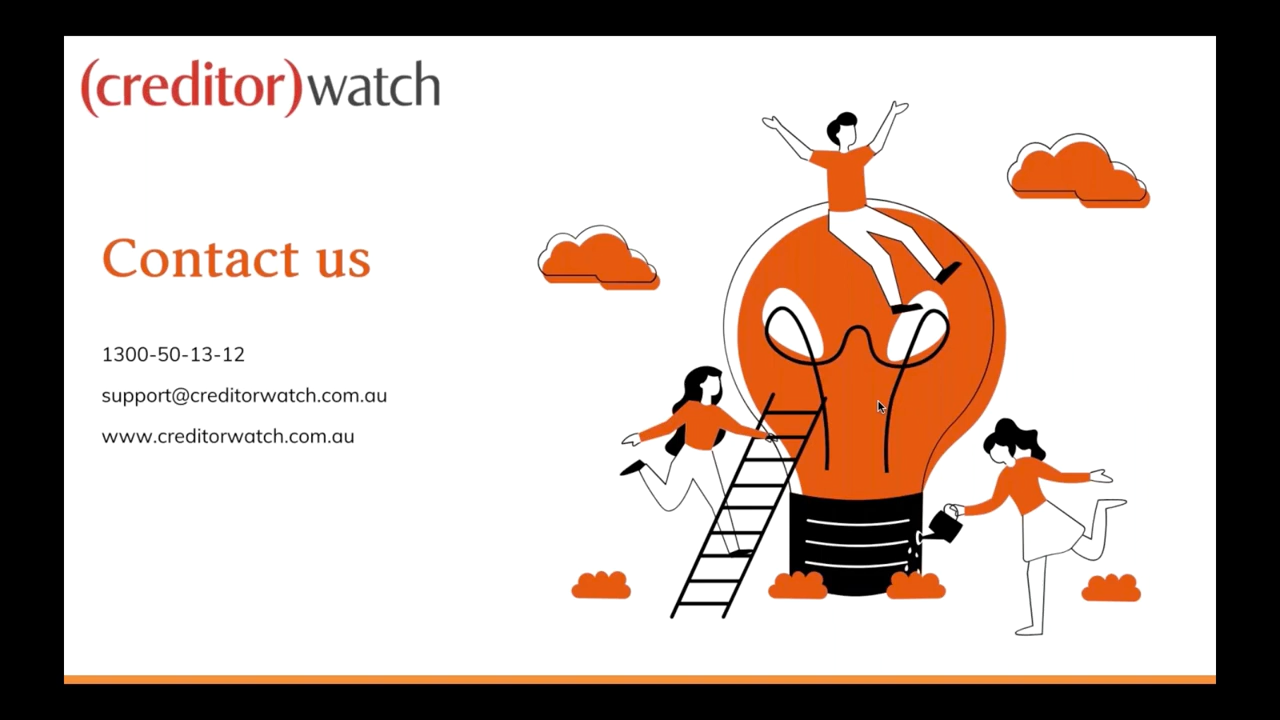 (creditor)watch
Contact us
1300-50-13-12
support@creditorwatch.com.au
www.creditorwatch.com.au